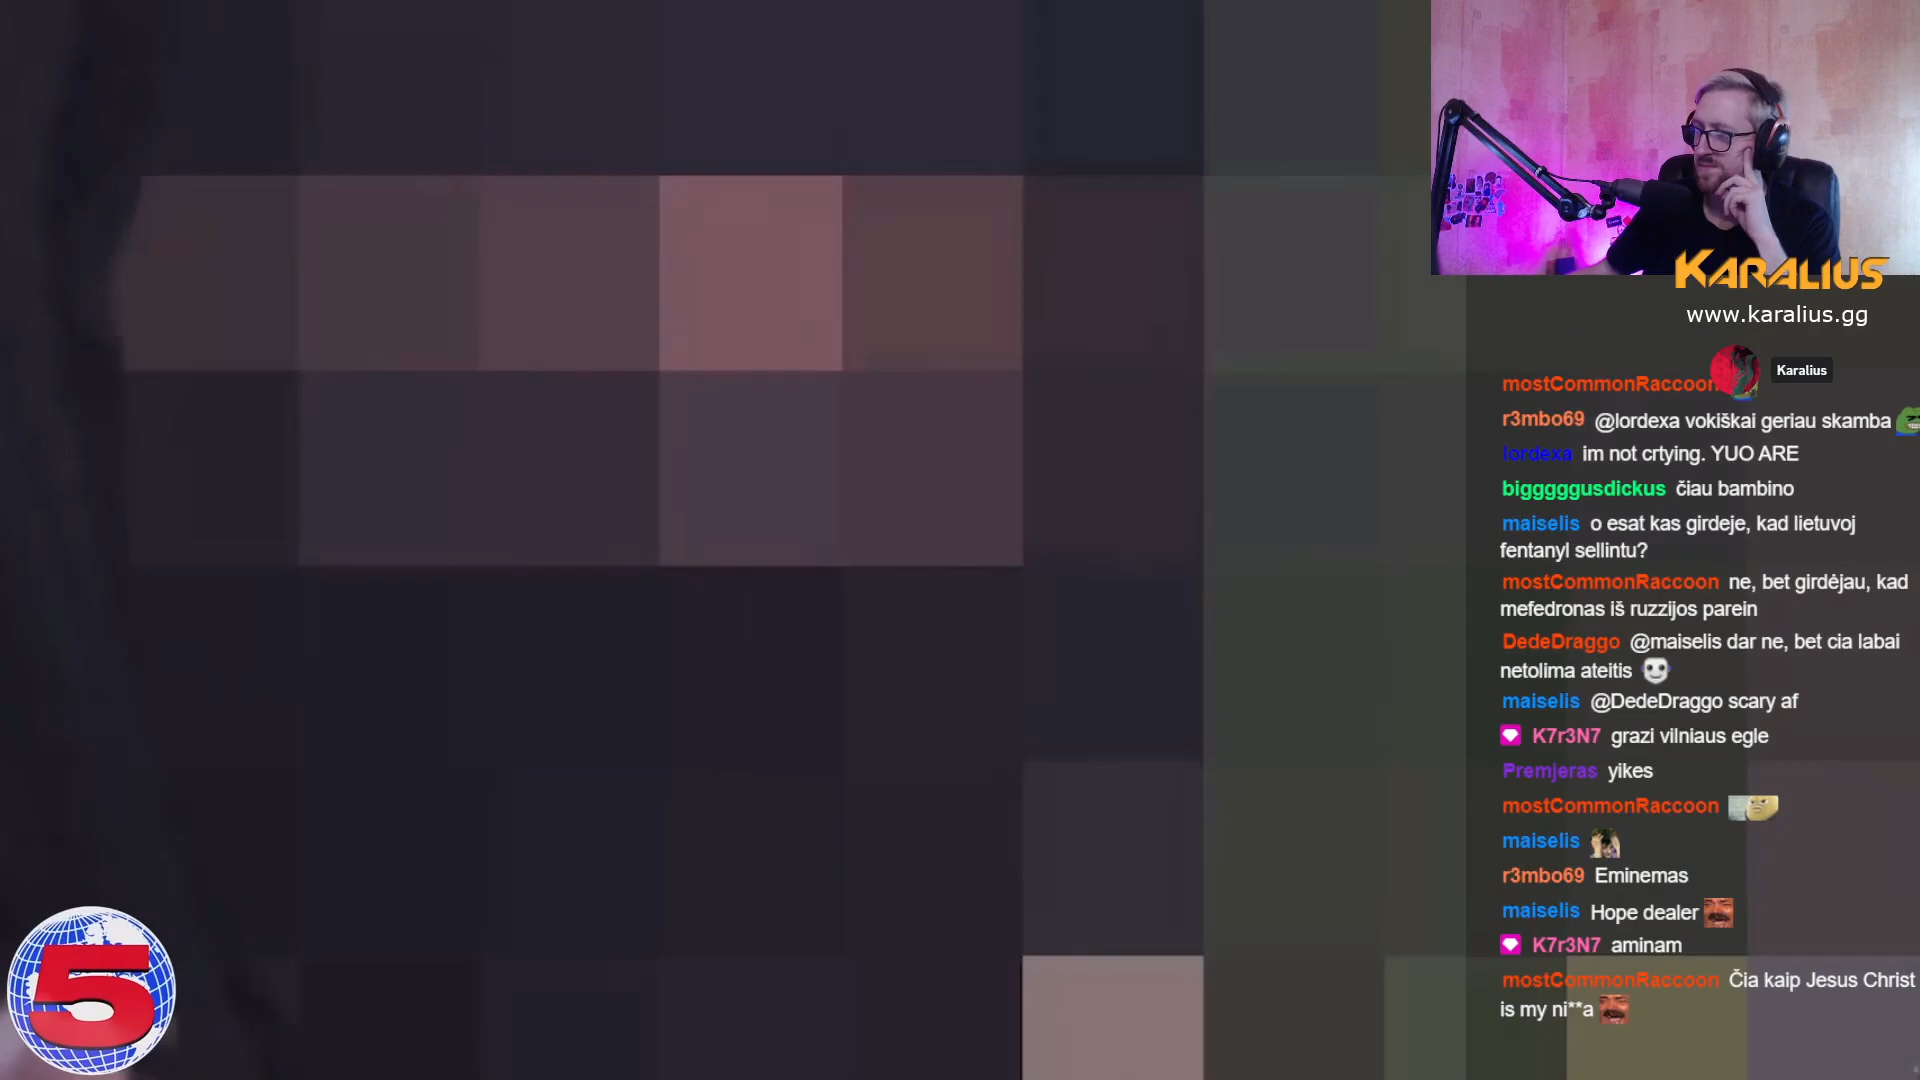 KARALIUS
www.karalius.gg
Karalius
mostCommonRaccoon
r3mbo69 @lordexa vokiškai geriau skamba
lordexa im not crtying. YUO ARE
bigggggusdickus čiau bambino
maiselis o esat kas girdeje, kad lietuvoj
fentanyl sellintu?
mostCommonRaccoon ne, bet girdėjau, kad
mefedronas iš ruzzijos parein
DedeDraggo @maiselis dar ne, bet cia labai
netolima ateitis
maiselis @DedeDraggo scary af
K7r3N7 grazi vilniaus egle
Premjeras yikes
mostCommonRaccoon
maiselis
r3mbo69 Eminemas
maiselis Hope dealer
K7r3N7 aminam
mostCommonRaccoon Čia kaip Jesus Christ
is my ni**a
5